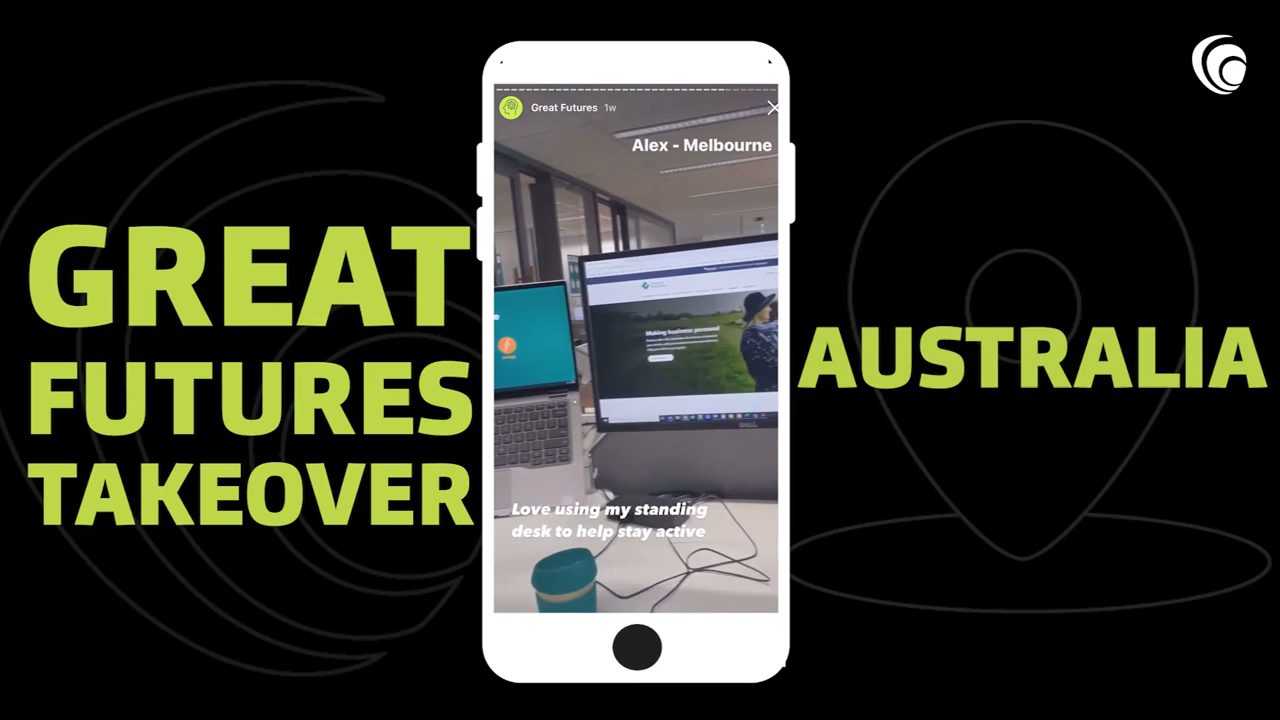 GREAT
FUTURES
TAKEOVER
Great Futures 1w
Alex - Melbourne
Making business personal
DELL
Love using my standing
desk to help stay active
AUSTRALIA